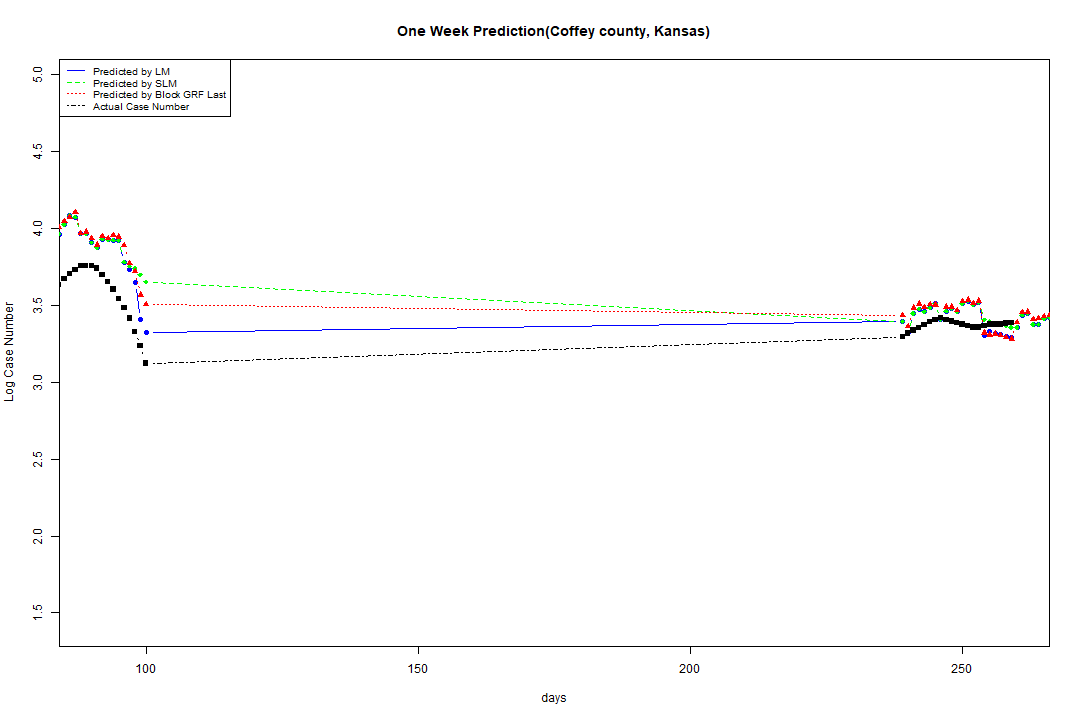 One Week Prediction(Coffey county, Kansas)
Predicted by LM
Predicted by SLM
Predicted by Block GRF Last
Actual Case Number
5.0
4.5
4.0
3.5
3.0
2.5
2.0
1.5
Log Case Number
100
150
200
250
days